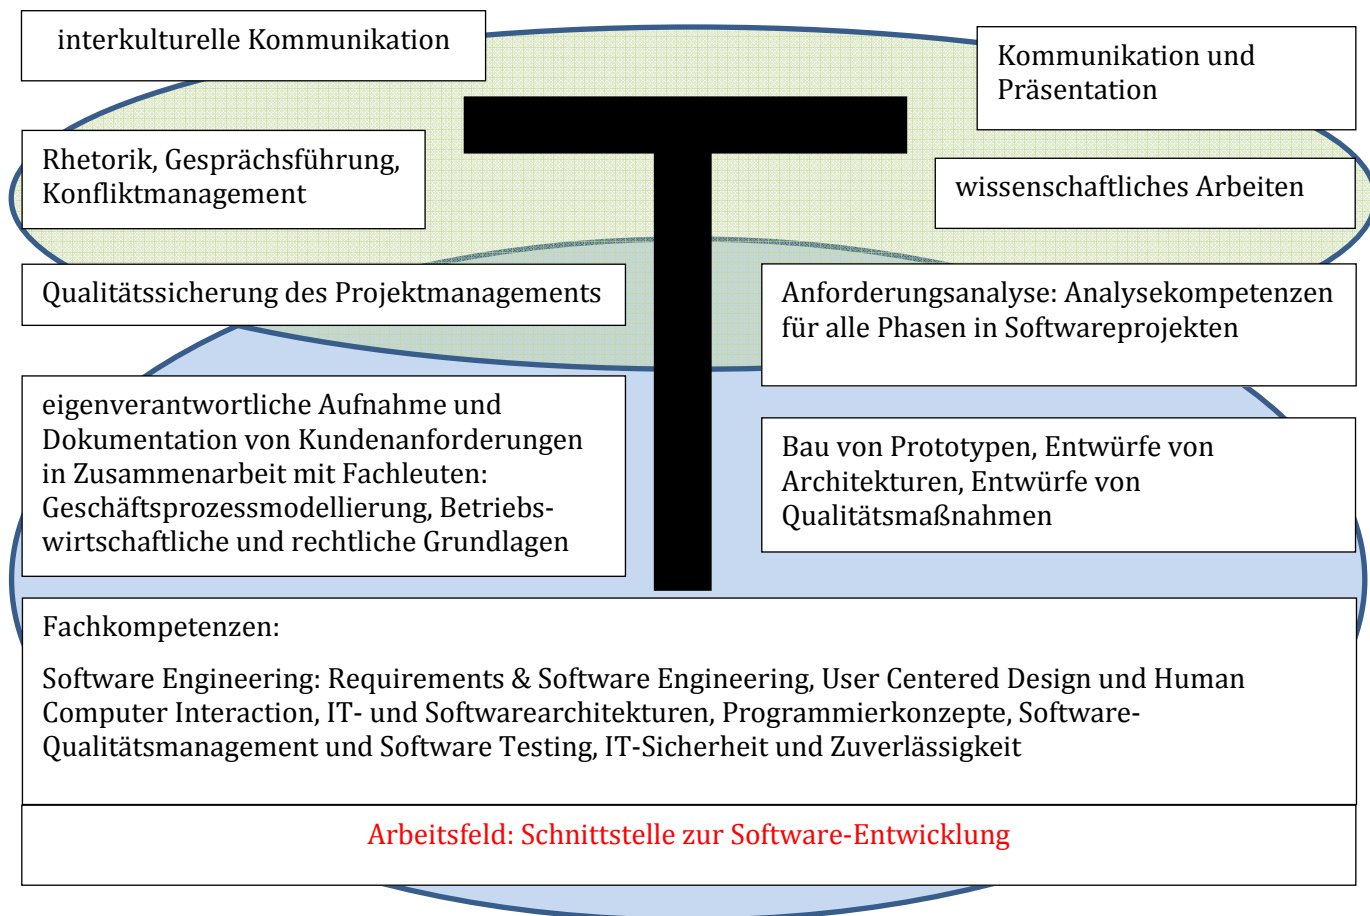 interkulturelle Kommunikation
Kommunikation und
Präsentation
Rhetorik, Gesprächsführung,
Konfliktmanagement
wissenschaftliches Arbeiten
Qualitätssicherung des Projektmanagements
Anforderungsanalyse: Analysekompetenzen
für alle Phasen in Softwareprojekten
eigenverantwortliche Aufnahme und
Dokumentation von Kundenanforderungen
in Zusammenarbeit mit Fachleuten:
Geschäftsprozessmodellierung, Betriebs-
wirtschaftliche und rechtliche Grundlagen
Bau von Prototypen, Entwürfe von
Architekturen, Entwürfe von
Qualitätsmaßnahmen
Fachkompetenzen:
Software Engineering: Requirements & Software Engineering, User Centered Design und Human
Computer Interaction, IT- und Softwarearchitekturen, Programmierkonzepte, Software-
Qualitätsmanagement und Software Testing, IT-Sicherheit und Zuverlässigkeit
Arbeitsfeld: Schnittstelle zur Software-Entwicklung